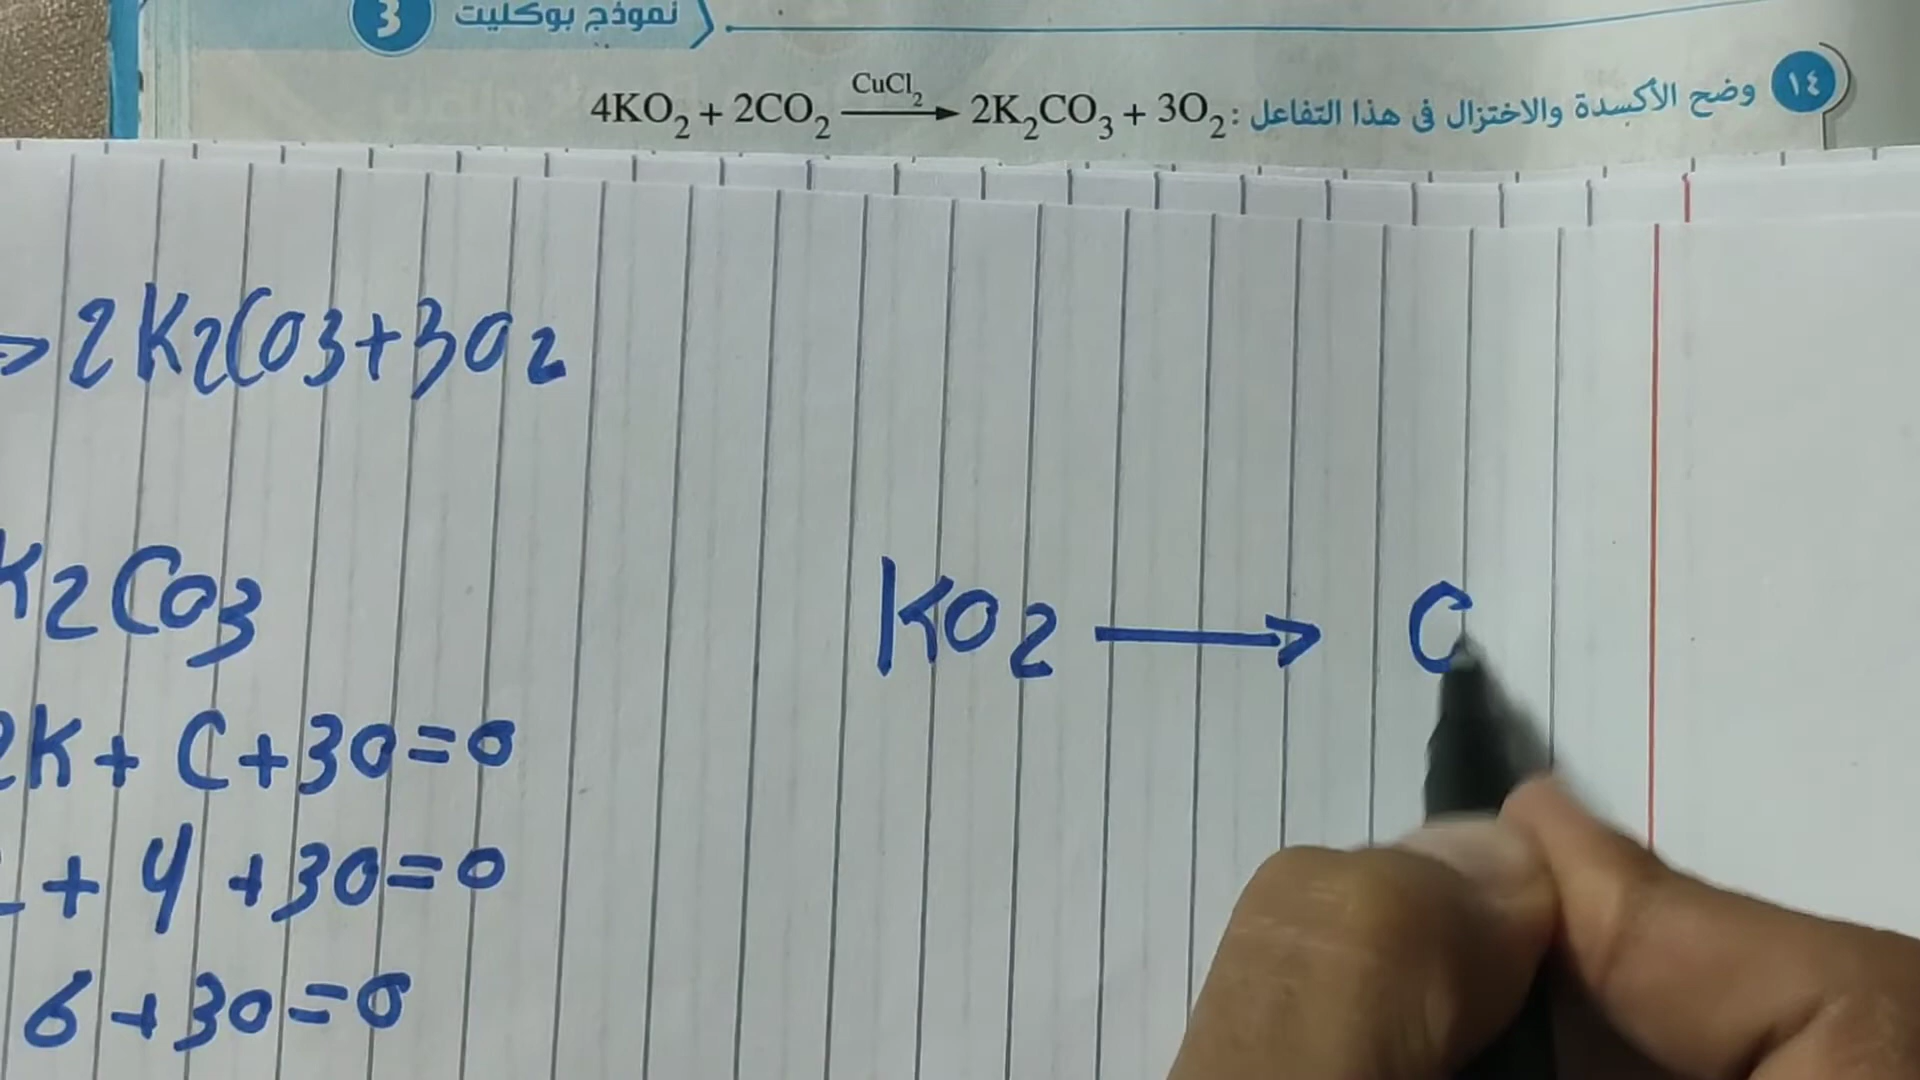 3 نموذج بوكليت
١٤ وضح الأكسدة والاختزال فى هذا التفاعل : 4KO₂ + 2CO₂ —CuCl₂→ 2K₂CO₃ + 3O₂
→ 2K2CO3+3O2
K2CO3
2K + C+3O=0
+ 4 +3O=0
6+3O=0
KO2 → C